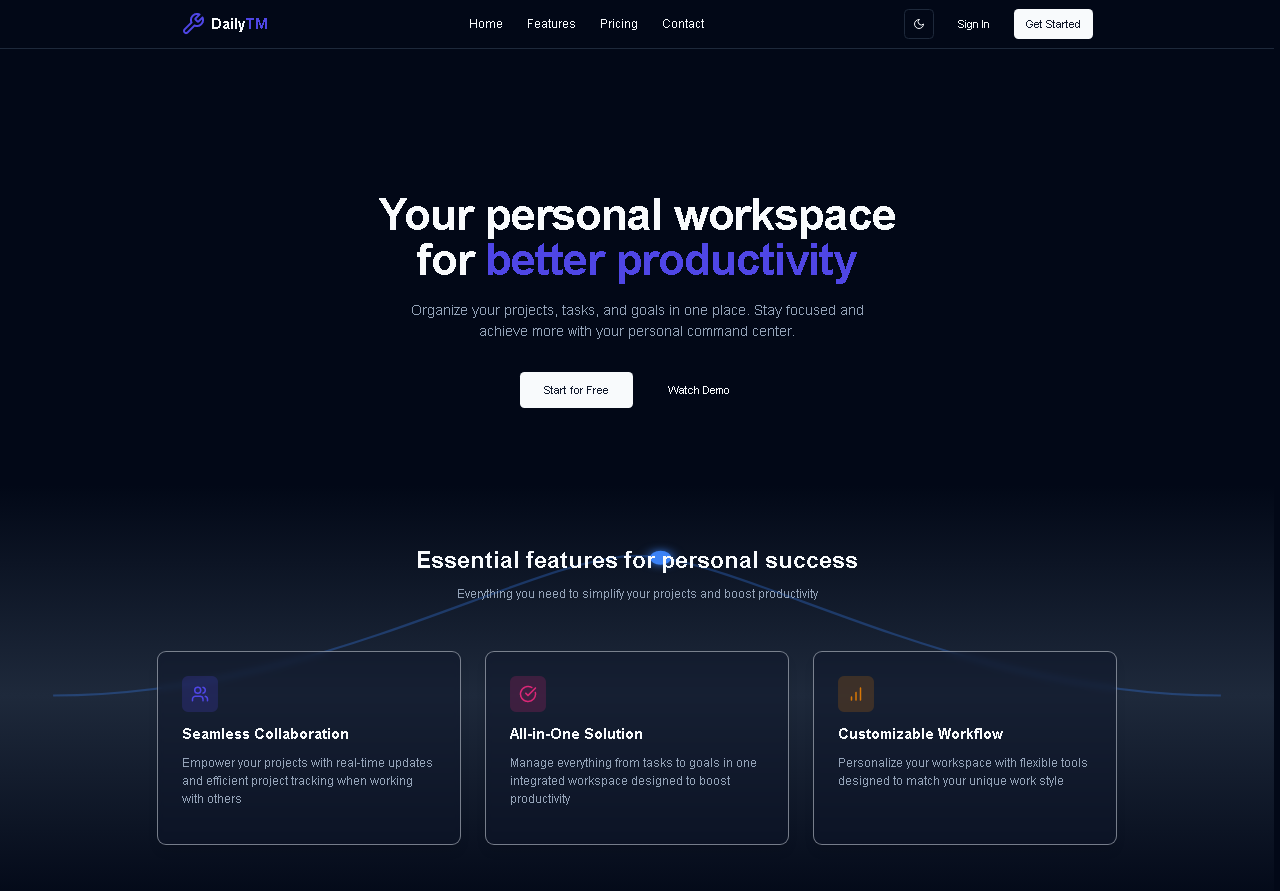 DailyTM
Home Features Pricing Contact
Sign In
Get Started
Your personal workspace
for better productivity
Organize your projects, tasks, and goals in one place. Stay focused and
achieve more with your personal command center.
Start for Free
Watch Demo
Essential features for personal success
Everything you need to simplify your projects and boost productivity
Seamless Collaboration
Empower your projects with real-time updates
and efficient project tracking when working
with others
All-in-One Solution
Manage everything from tasks to goals in one
integrated workspace designed to boost
productivity
Customizable Workflow
Personalize your workspace with flexible tools
designed to match your unique work style